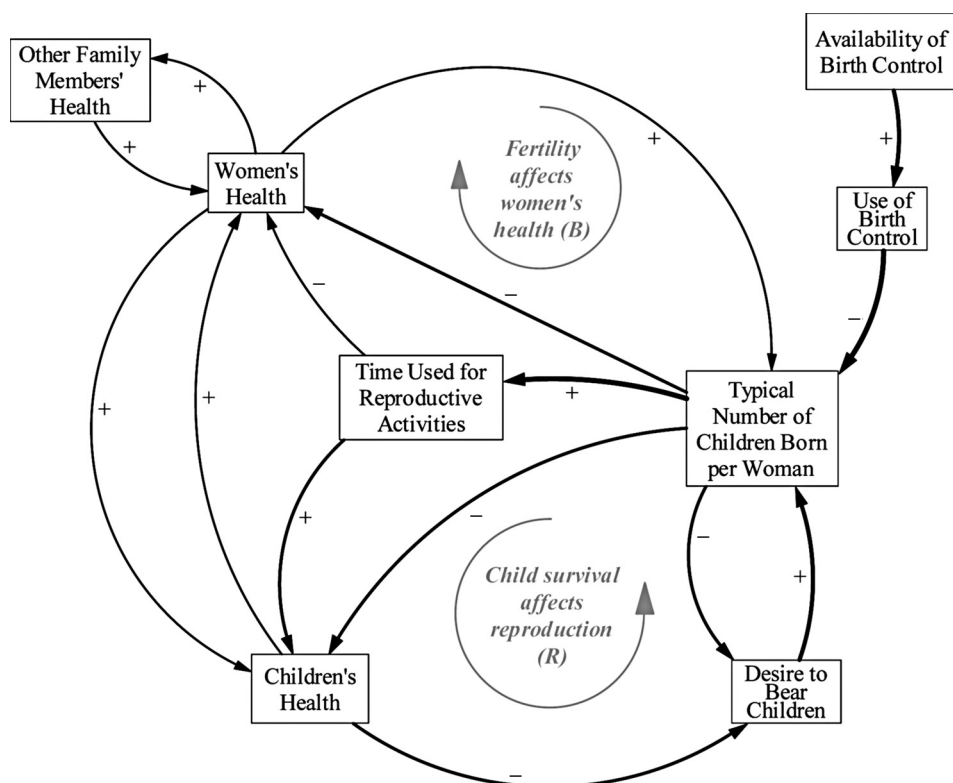 Other Family
Members'
Health
Availability of
Birth Control
+
+
+
+
Women's
Health
Fertility
affects
women's
health (B)
Use of
Birth
Control
−
−
−
Time Used for
Reproductive
Activities
+
Typical
Number of
Children Born
per Woman
+
+
+
−
−
+
Child survival
affects
reproduction
(R)
Children's
Health
Desire to
Bear
Children
−